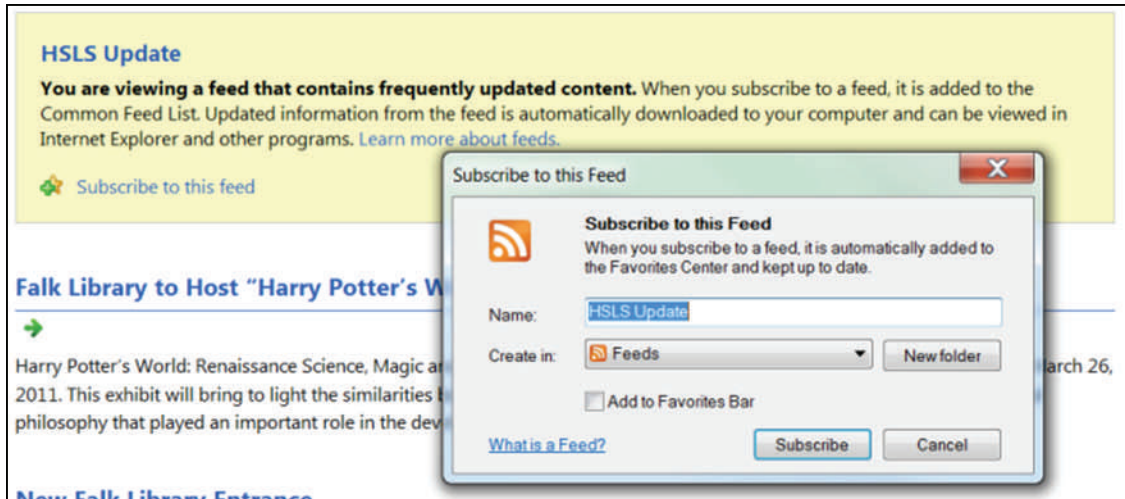 HSLS Update
You are viewing a feed that contains frequently updated content. When you subscribe to a feed, it is added to the
Common Feed List. Updated information from the feed is automatically downloaded to your computer and can be viewed in
Internet Explorer and other programs. Learn more about feeds.
Subscribe to this feed
Subscribe to this Feed
Subscribe to this Feed
When you subscribe to a feed, it is automatically added to
the Favorites Center and kept up to date.
Name: HSLS Update
Create in: Feeds New folder
Add to Favorites Bar
What is a Feed? Subscribe Cancel
Falk Library to Host “Harry Potter’s
Harry Potter’s World: Renaissance Science, Magic arch 26,
2011. This exhibit will bring to light the similarities
philosophy that played an important role in the dev
New Falk Library Entrance